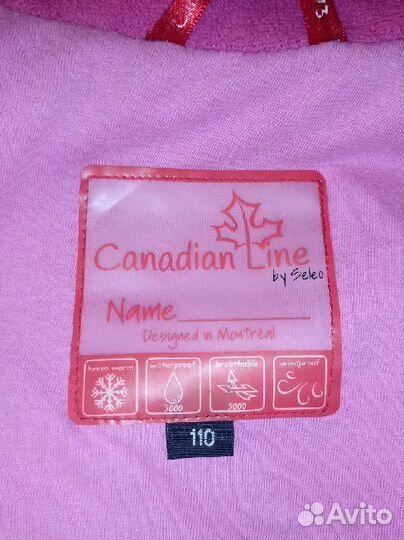 Canadian Line
by Seleo
Name
Designed in Montréal
keeps warm
waterproof
5000
breathable
5000
windproof
110
Avito